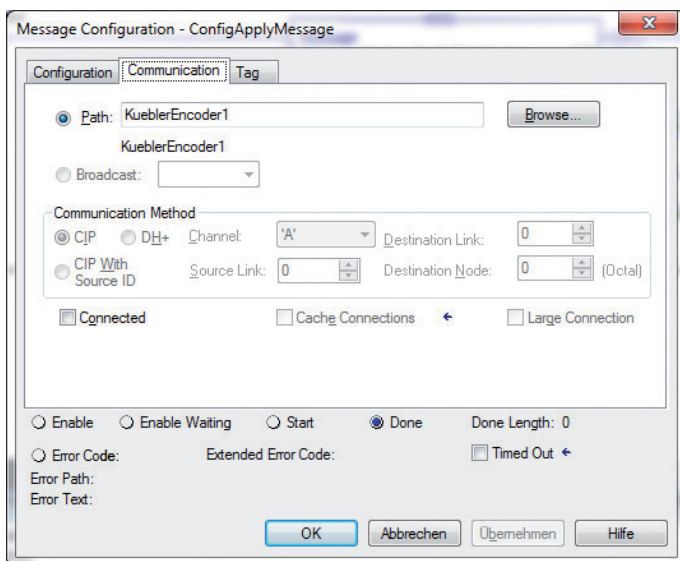 Message Configuration - ConfigApplyMessage
Configuration Communication Tag
Path: KueblerEncoder1 Browse...
KueblerEncoder1
Broadcast:
Communication Method
CIP DH+ Channel: 'A' Destination Link: 0
CIP With Source ID Source Link: 0 Destination Node: 0 (Octal)
Connected Cache Connections ← Large Connection
Enable Enable Waiting Start Done Done Length: 0
Error Code: Extended Error Code: Timed Out ←
Error Path:
Error Text:
OK Abbrechen Übernehmen Hilfe